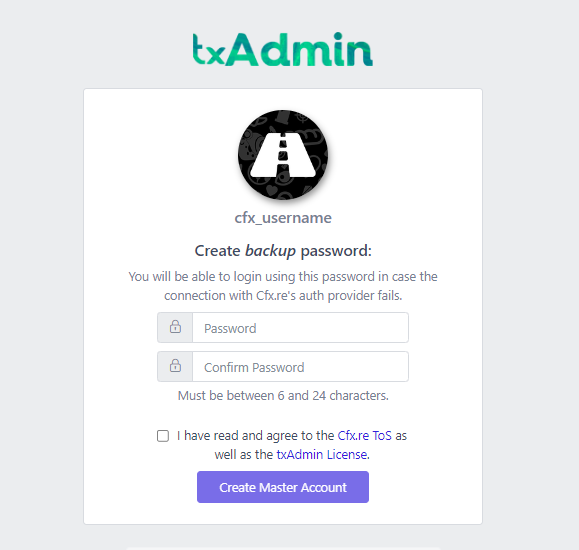 txAdmin
cfx_username
Create backup password:
You will be able to login using this password in case the
connection with Cfx.re's auth provider fails.
Password
Confirm Password
Must be between 6 and 24 characters.
I have read and agree to the Cfx.re ToS as
well as the txAdmin License.
Create Master Account